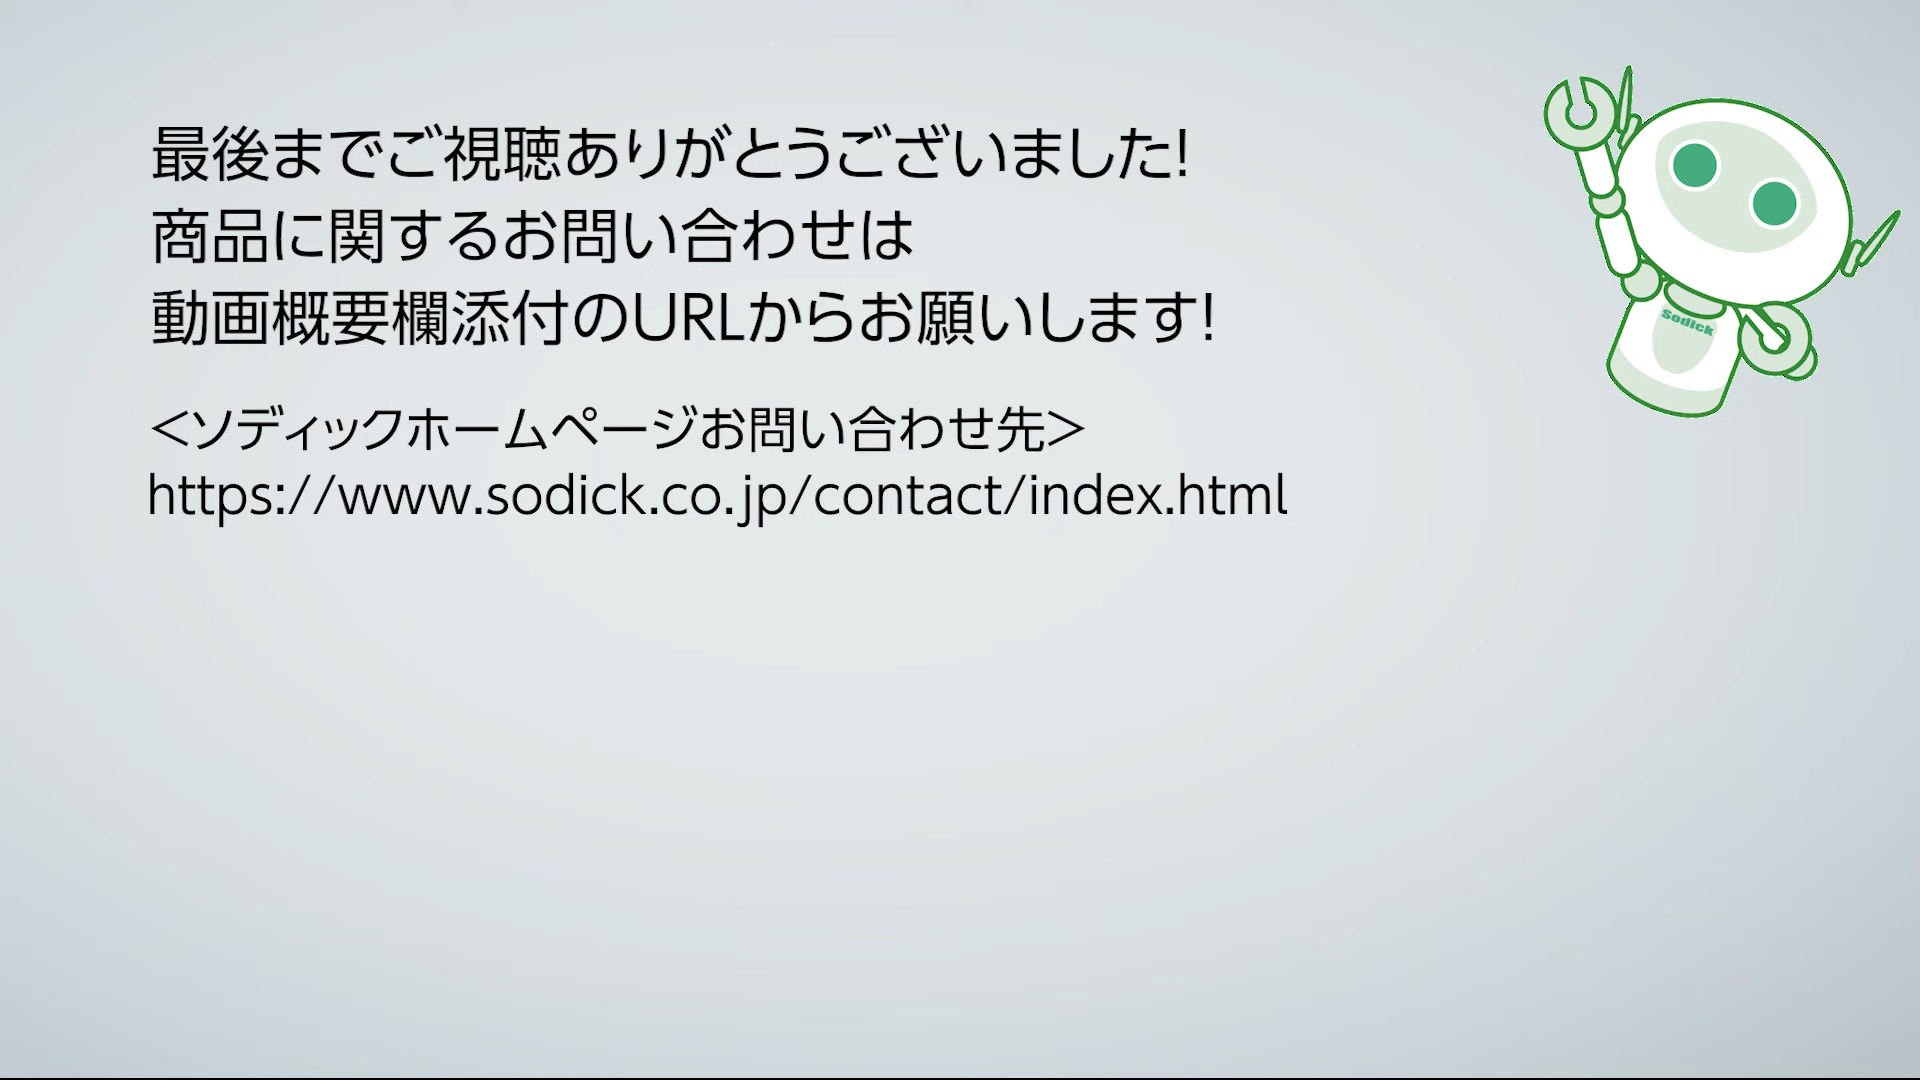 最後までご視聴ありがとうございました!
商品に関するお問い合わせは
動画概要欄添付のURLからお願いします!
<ソディックホームページお問い合わせ先>
https://www.sodick.co.jp/contact/index.html
Sodick